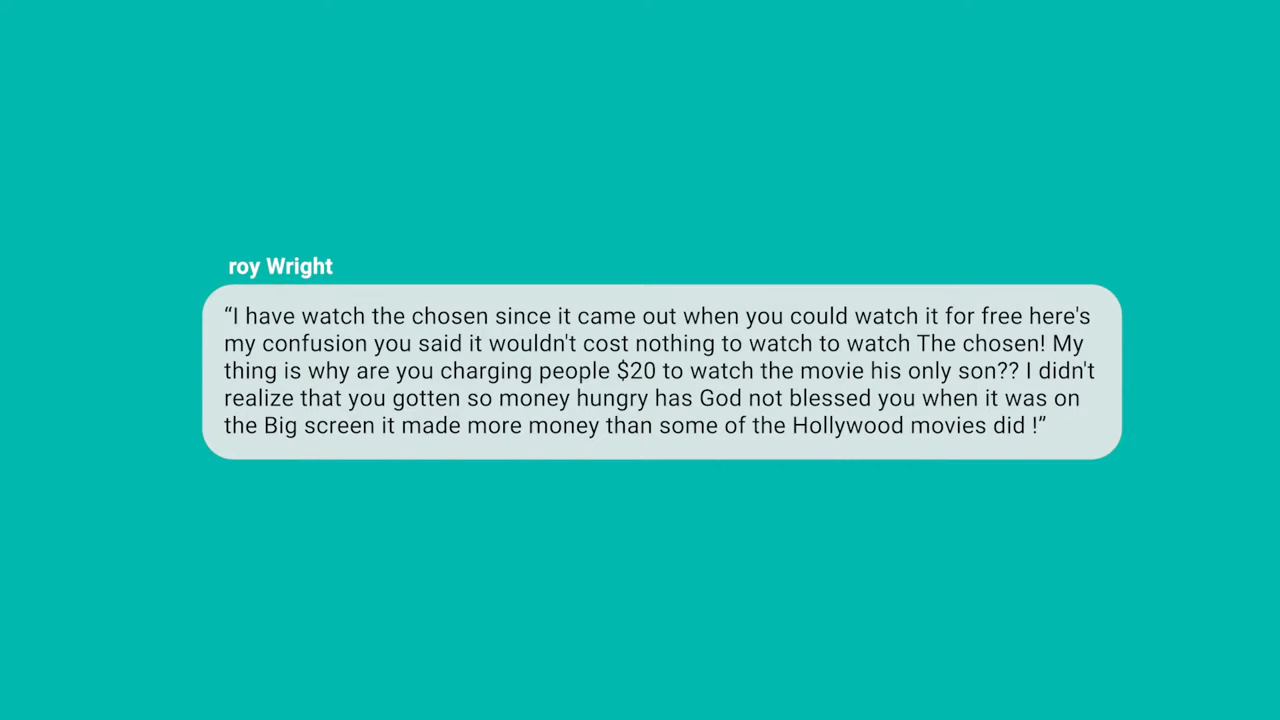 roy Wright
“I have watch the chosen since it came out when you could watch it for free here's
my confusion you said it wouldn't cost nothing to watch to watch The chosen! My
thing is why are you charging people $20 to watch the movie his only son?? I didn't
realize that you gotten so money hungry has God not blessed you when it was on
the Big screen it made more money than some of the Hollywood movies did !”